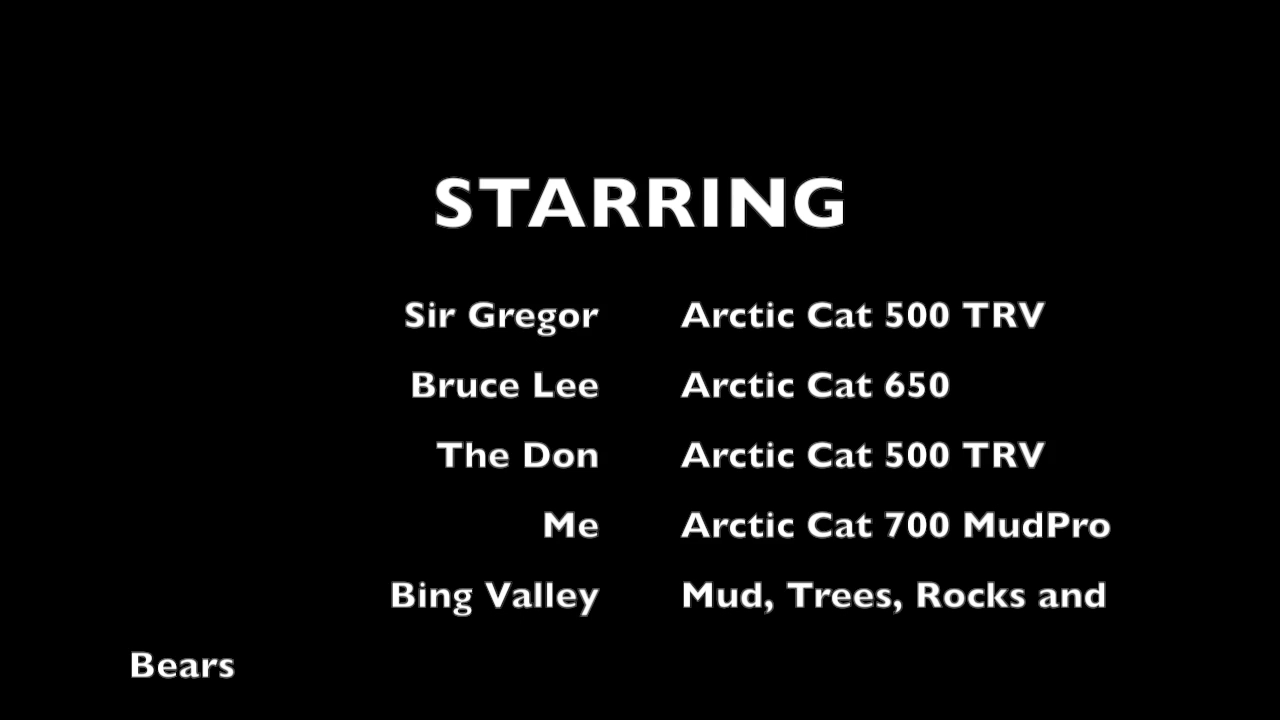 STARRING
Sir Gregor Arctic Cat 500 TRV
Bruce Lee Arctic Cat 650
The Don Arctic Cat 500 TRV
Me Arctic Cat 700 MudPro
Bing Valley Mud, Trees, Rocks and
Bears